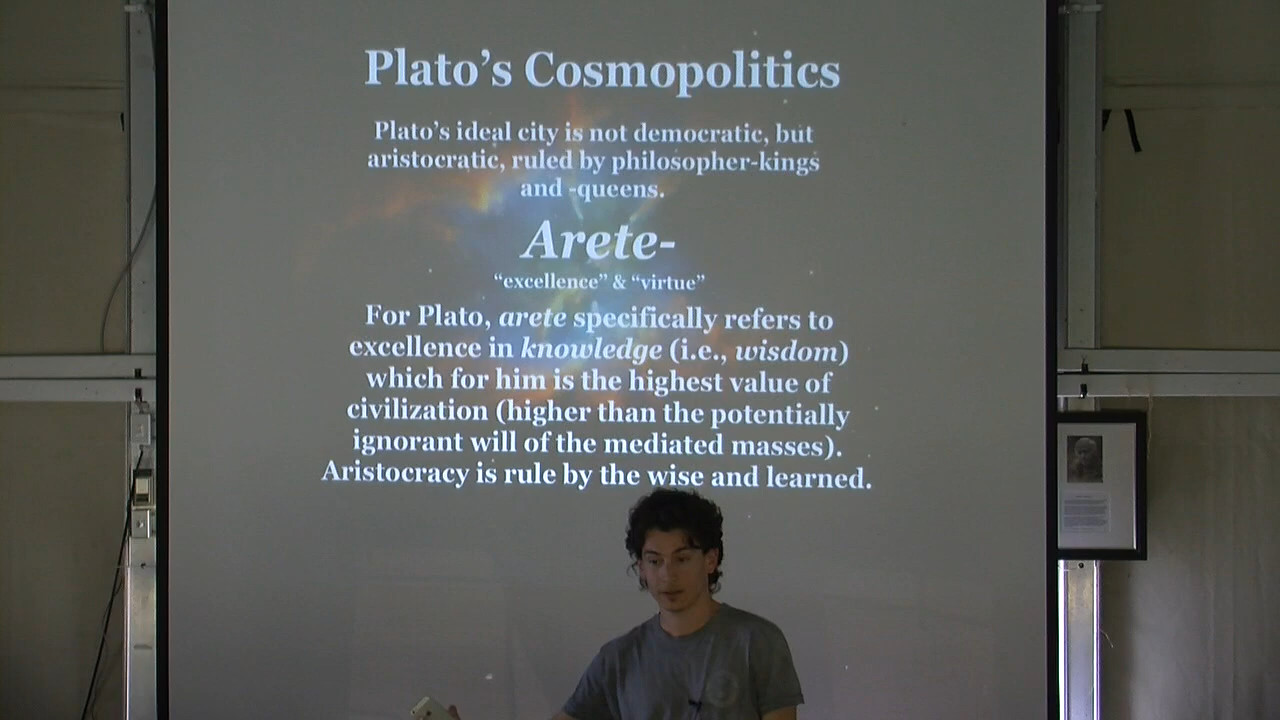 Plato’s Cosmopolitics
Plato’s ideal city is not democratic, but
aristocratic, ruled by philosopher-kings
and -queens.
Arete-
“excellence” & “virtue”
For Plato, arete specifically refers to
excellence in knowledge (i.e., wisdom)
which for him is the highest value of
civilization (higher than the potentially
ignorant will of the mediated masses).
Aristocracy is rule by the wise and learned.